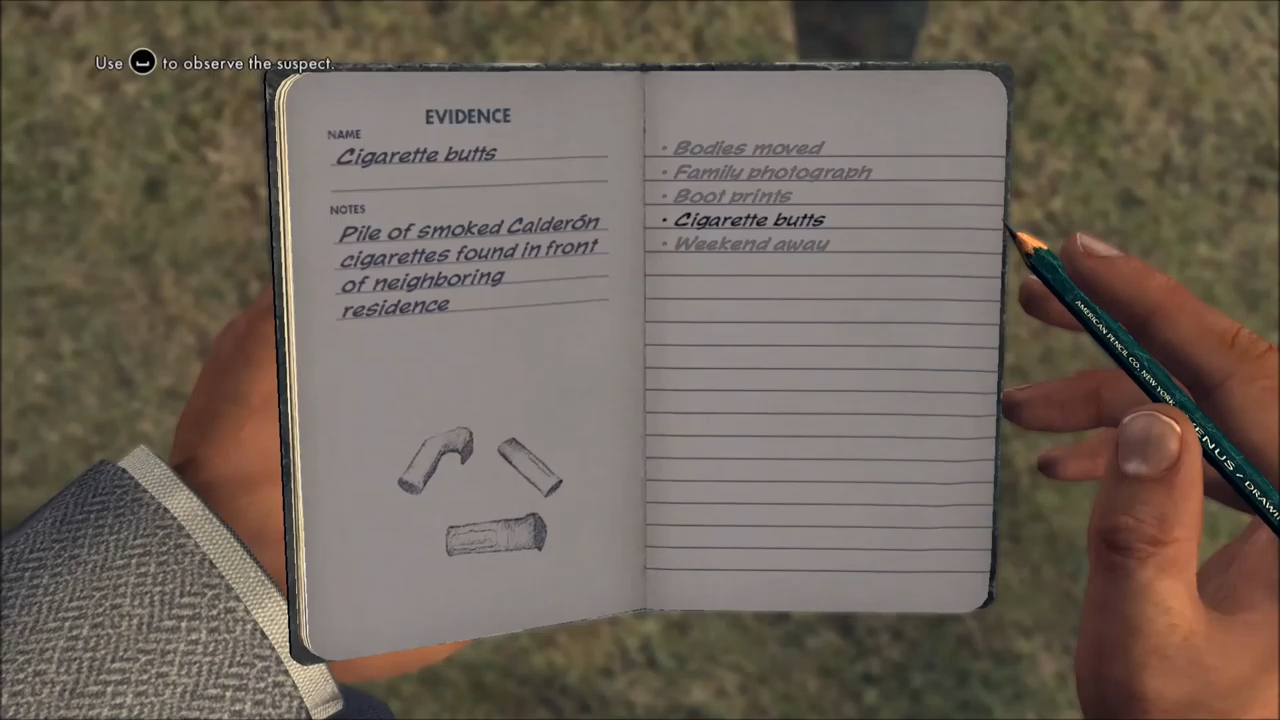 Use to observe the suspect.
EVIDENCE
NAME
Cigarette butts
NOTES
Pile of smoked Calderón
cigarettes found in front
of neighboring
residence
• Bodies moved
• Family photograph
• Boot prints
• Cigarette butts
• Weekend away
AMERICAN PENCIL CO. NEW YORK
VENUS / DRAWI